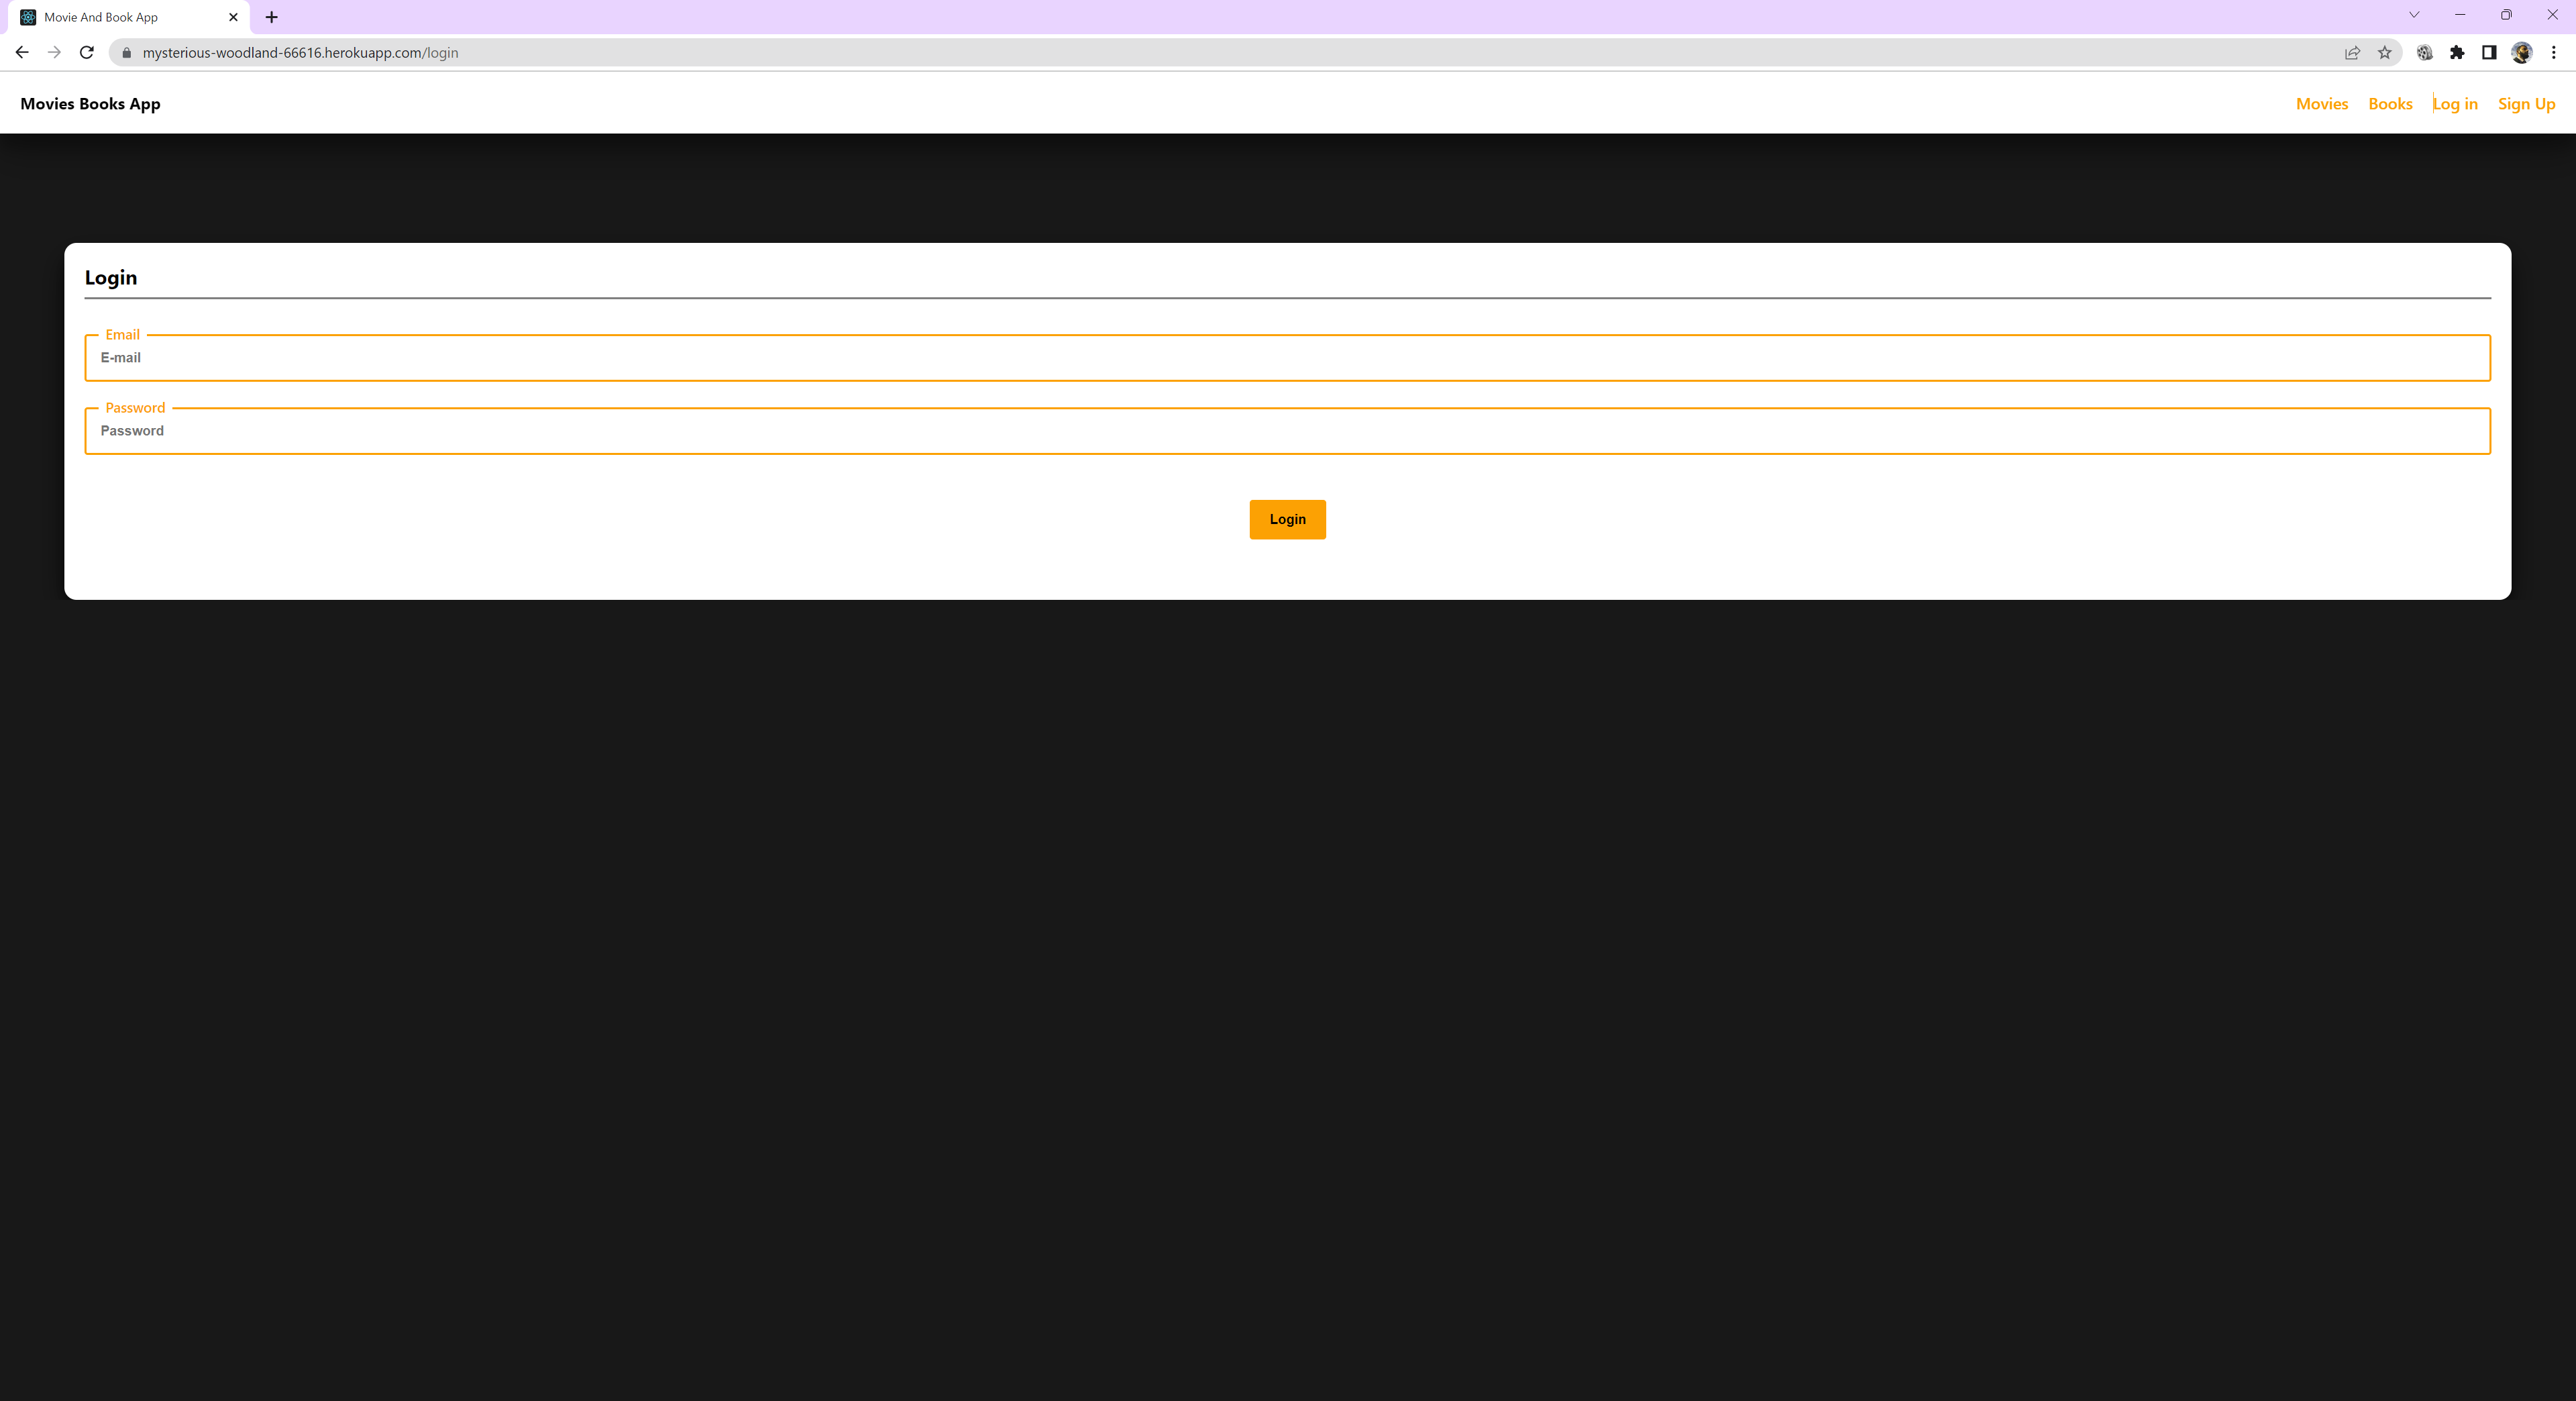 Movie And Book App
mysterious-woodland-66616.herokuapp.com/login
Movies Books App
Movies Books Log in Sign Up
Login
Email
E-mail
Password
Password
Login